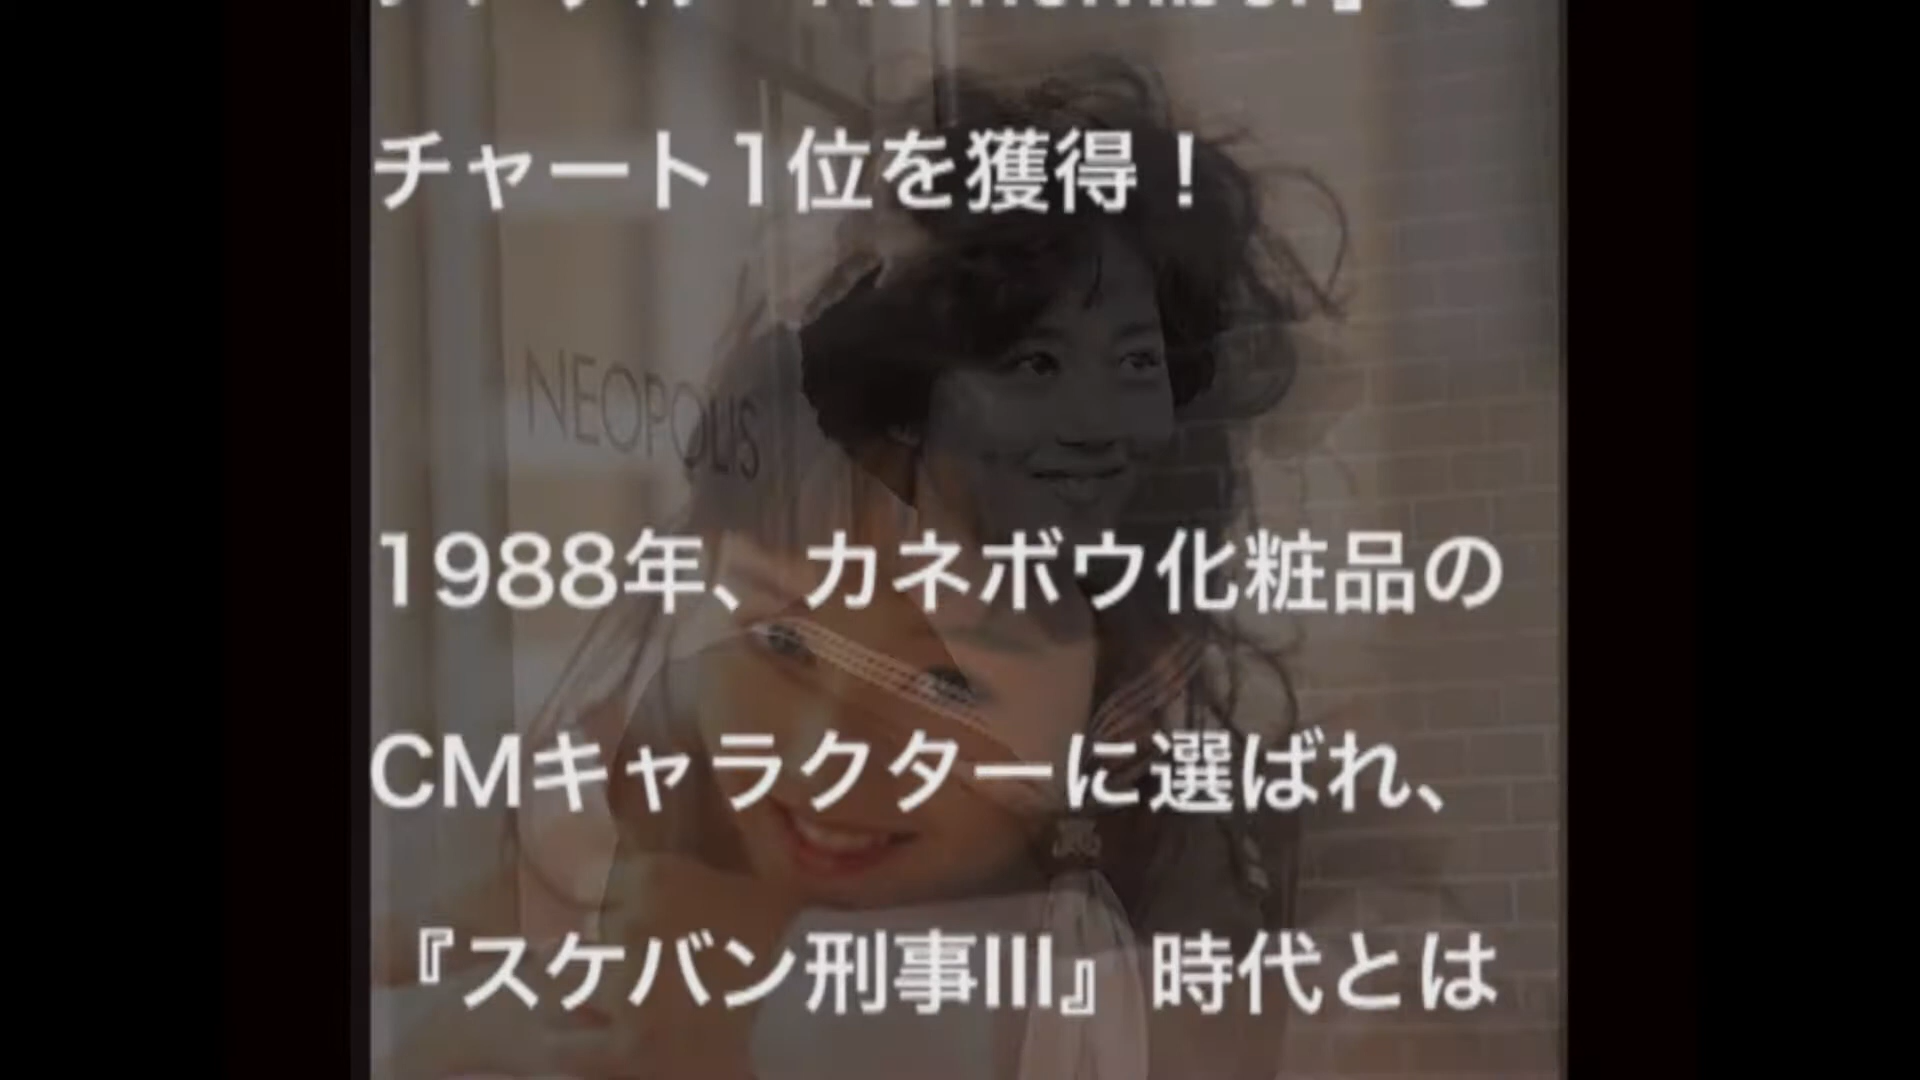 チャート1位を獲得！
NEOPOLIS
1988年、カネボウ化粧品の
CMキャラクターに選ばれ、
『スケバン刑事III』時代とは